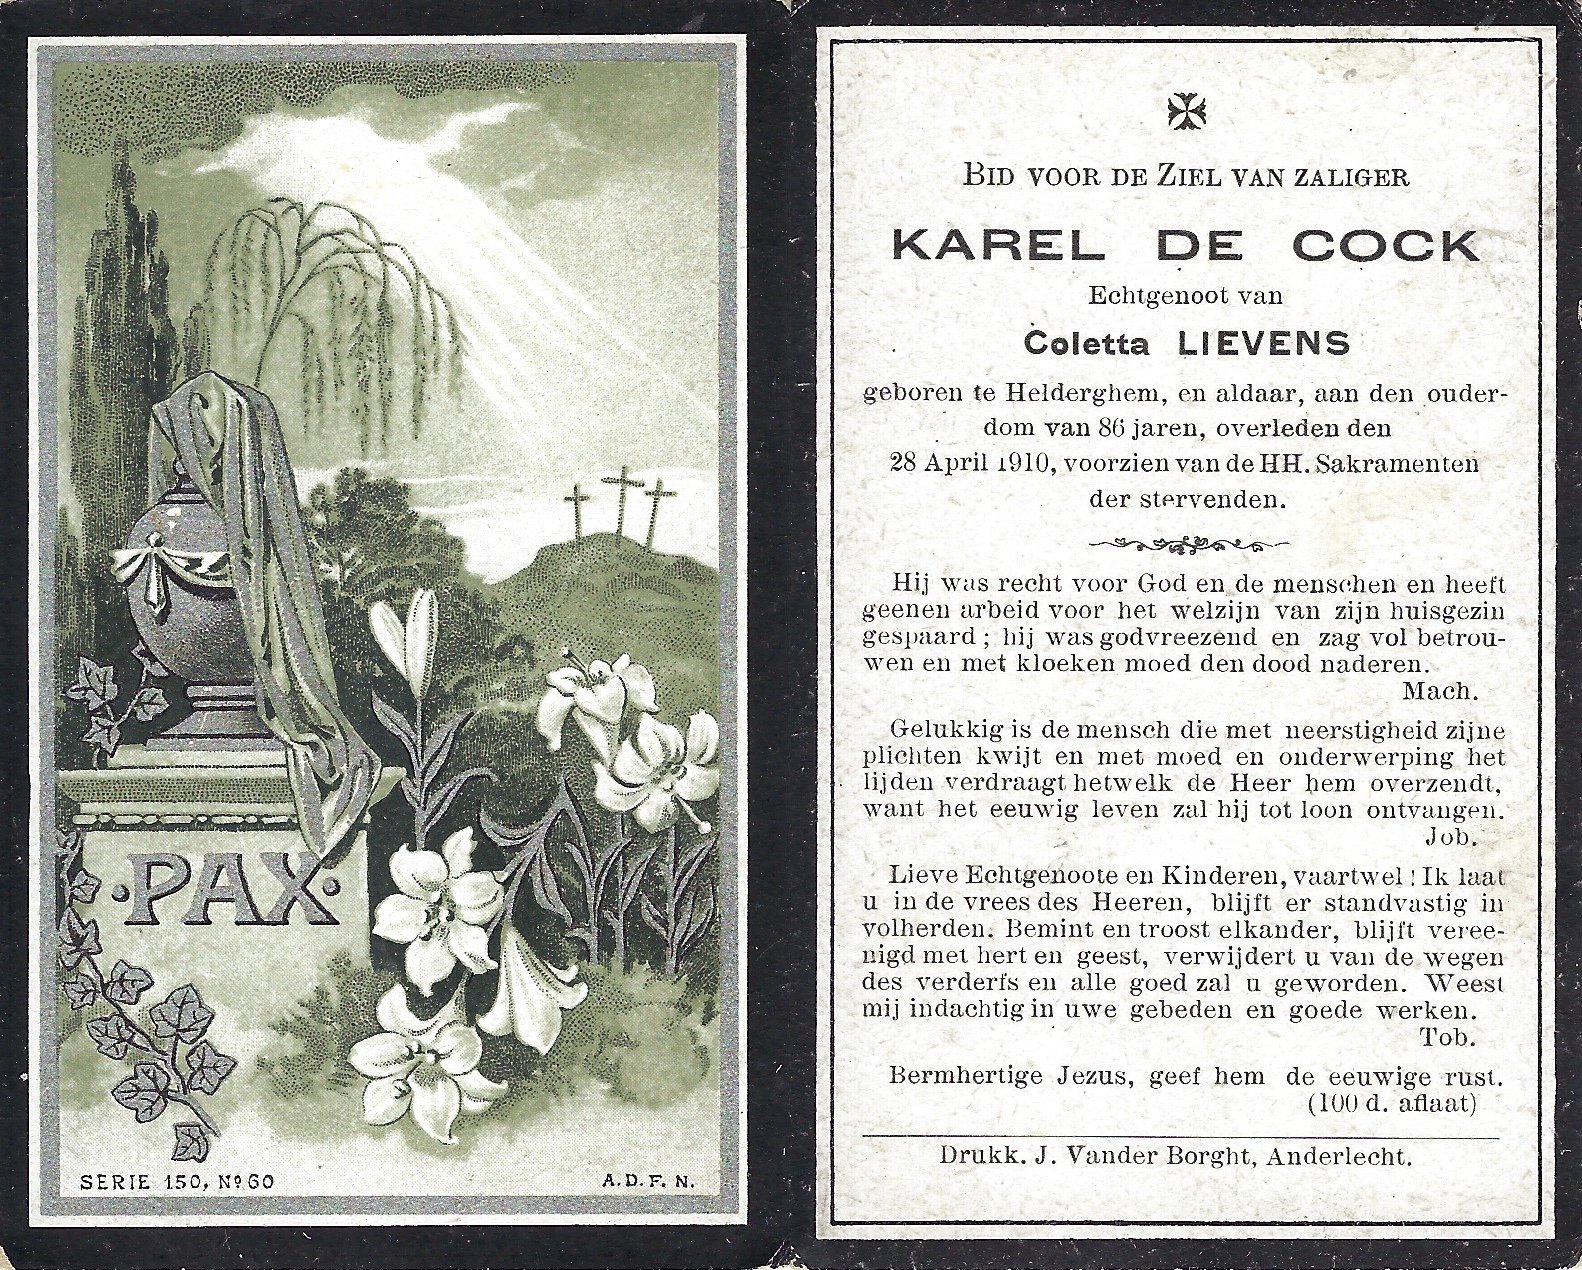 ·PAX·
SERIE 150, Nº 60
A.D.F.N.
BID VOOR DE ZIEL VAN ZALIGER
KAREL DE COCK
Echtgenoot van
Coletta LIEVENS
geboren te Helderghem, en aldaar, aan den ouder-
dom van 86 jaren, overleden den
28 April 1910, voorzien van de HH. Sakramenten
der stervenden.
Hij was recht voor God en de menschen en heeft
geenen arbeid voor het welzijn van zijn huisgezin
gespaard; hij was godvreezend en zag vol betrou-
wen en met kloeken moed den dood naderen.
Mach.
Gelukkig is de mensch die met neerstigheid zijne
plichten kwijt en met moed en onderwerping het
lijden verdraagt hetwelk de Heer hem overzendt,
want het eeuwig leven zal hij tot loon ontvangen.
Job.
Lieve Echtgenoote en Kinderen, vaartwel! Ik laat
u in de vrees des Heeren, blijft er standvastig in
volherden. Bemint en troost elkander, blijft veree-
nigd met hert en geest, verwijdert u van de wegen
des verderfs en alle goed zal u geworden. Weest
mij indachtig in uwe gebeden en goede werken.
Tob.
Bermhertige Jezus, geef hem de eeuwige rust.
(100 d. aflaat)
Drukk. J. Vander Borght, Anderlecht.